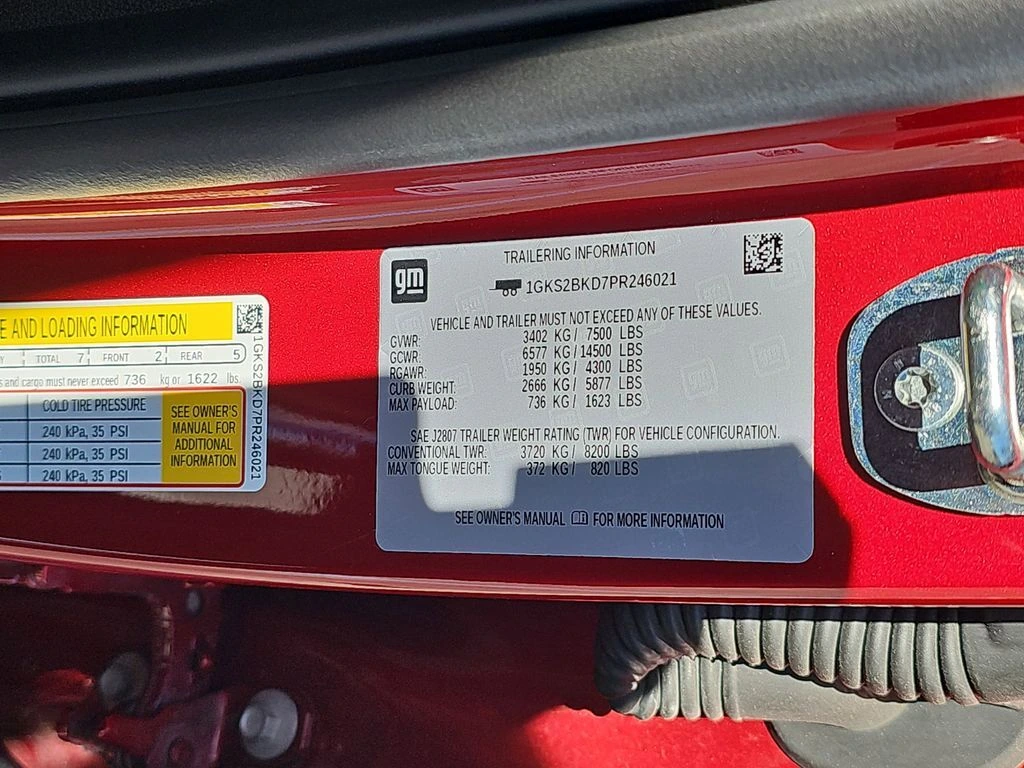 E AND LOADING INFORMATION
TOTAL 7 FRONT 2 REAR 5
s and cargo must never exceed 736 kg or 1622 lbs.
COLD TIRE PRESSURE
240 kPa, 35 PSI
240 kPa, 35 PSI
240 kPa, 35 PSI
SEE OWNER'S
MANUAL FOR
ADDITIONAL
INFORMATION
1GKS2BKD7PR246021
gm
TRAILERING INFORMATION
1GKS2BKD7PR246021
VEHICLE AND TRAILER MUST NOT EXCEED ANY OF THESE VALUES.
GVWR: 3402 KG/ 7500 LBS
GCWR: 6577 KG/14500 LBS
RGAWR: 1950 KG/ 4300 LBS
CURB WEIGHT: 2666 KG/ 5877 LBS
MAX PAYLOAD: 736 KG/ 1623 LBS
SAE J2807 TRAILER WEIGHT RATING (TWR) FOR VEHICLE CONFIGURATION.
CONVENTIONAL TWR: 3720 KG/ 8200 LBS
MAX TONGUE WEIGHT: 372 KG/ 820 LBS
SEE OWNER'S MANUAL FOR MORE INFORMATION